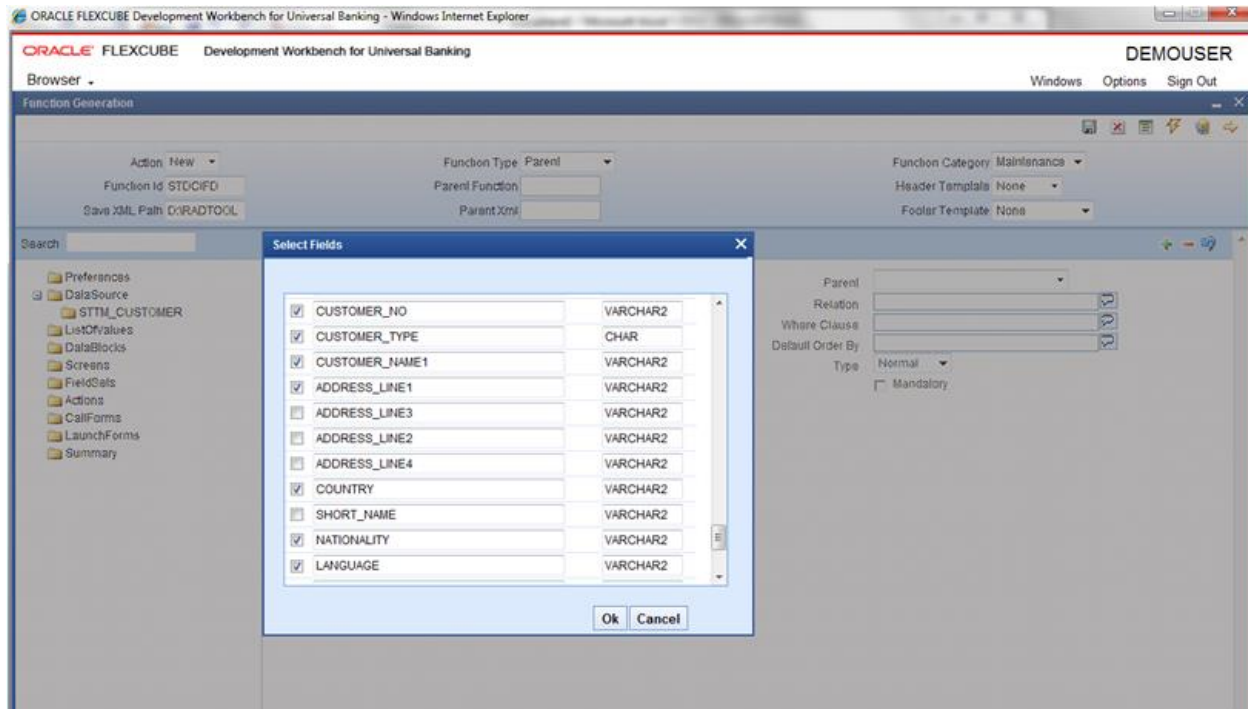 ORACLE FLEXCUBE Development Workbench for Universal Banking - Windows Internet Explorer
ORACLE FLEXCUBE Development Workbench for Universal Banking DEMOUSER
Browser Windows Options Sign Out
Function Generation
Action New Function Type Parent Function Category Maintenance
Function Id STDCIFD Parent Function Header Template None
Save XML Path D:\RADTOOL Parent Xml Footer Template None
Search
Select Fields
Preferences
DataSource
STTM_CUSTOMER
ListOfvalues
DataBlocks
Screens
FieldSets
Actions
CallForms
LaunchForms
Summary
CUSTOMER_NO VARCHAR2
CUSTOMER_TYPE CHAR
CUSTOMER_NAME1 VARCHAR2
ADDRESS_LINE1 VARCHAR2
ADDRESS_LINE3 VARCHAR2
ADDRESS_LINE2 VARCHAR2
ADDRESS_LINE4 VARCHAR2
COUNTRY VARCHAR2
SHORT_NAME VARCHAR2
NATIONALITY VARCHAR2
LANGUAGE VARCHAR2
Ok Cancel
Parent
Relation
Where Clause
Default Order By
Type Normal
Mandatory